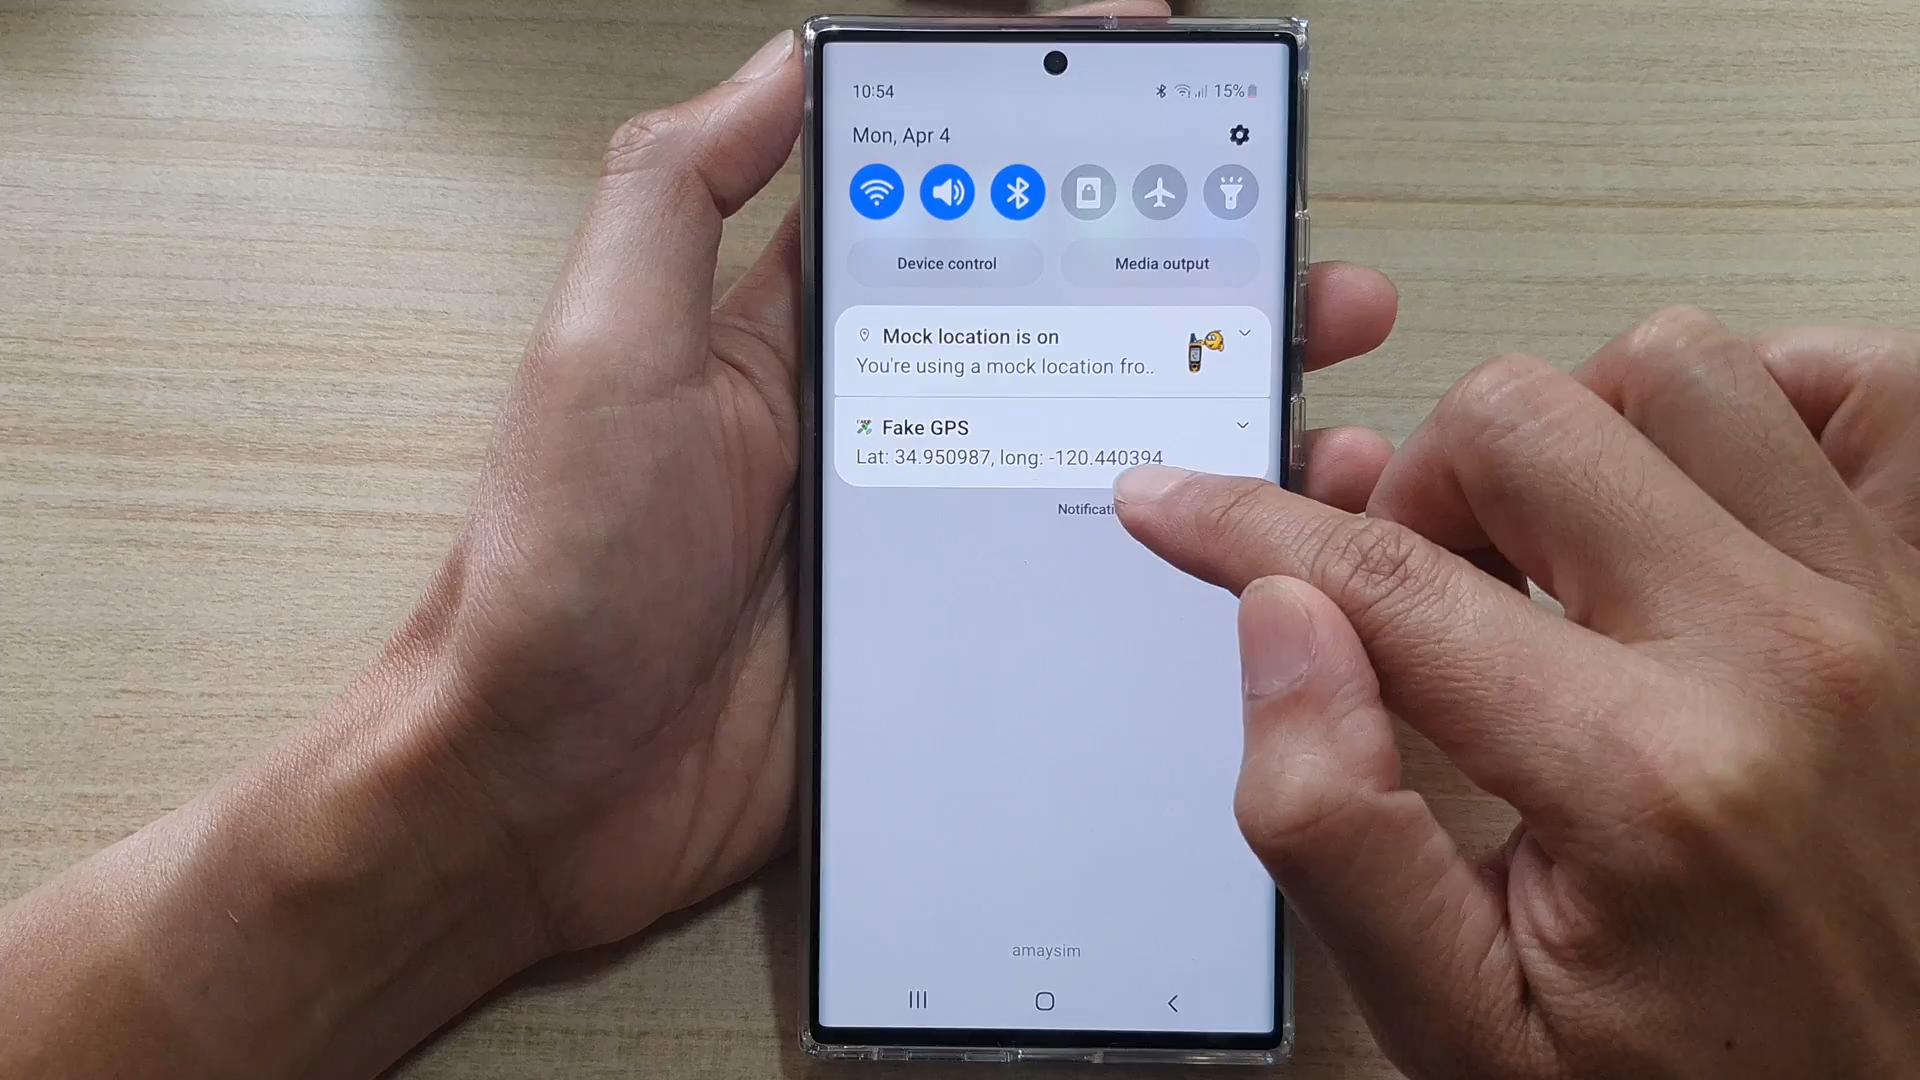 10:54
15%
Mon, Apr 4
Device control
Media output
Mock location is on
You're using a mock location fro..
Fake GPS
Lat: 34.950987, long: -120.440394
amaysim